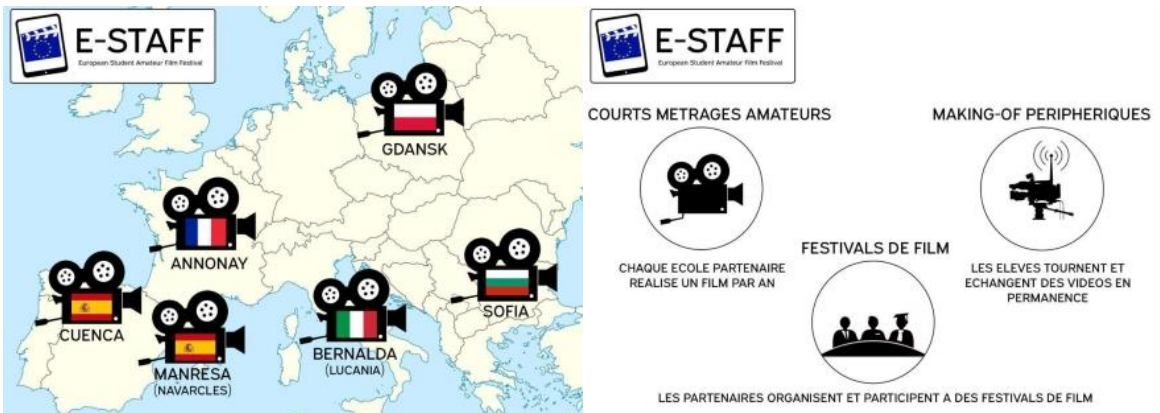 E-STAFF
European Student Amateur Film Festival
GDANSK
ANNONAY
CUENCA
MANRESA
(NAVARCLES)
BERNALDA
(LUCANIA)
SOFIA
E-STAFF
European Student Amateur Film Festival
COURTS METRAGES AMATEURS
CHAQUE ECOLE PARTENAIRE
REALISE UN FILM PAR AN
MAKING-OF PERIPHERIQUES
LES ELEVES TOURNENT ET
ECHANGENT DES VIDEOS EN
PERMANENCE
FESTIVALS DE FILM
LES PARTENAIRES ORGANISENT ET PARTICIPENT A DES FESTIVALS DE FILM